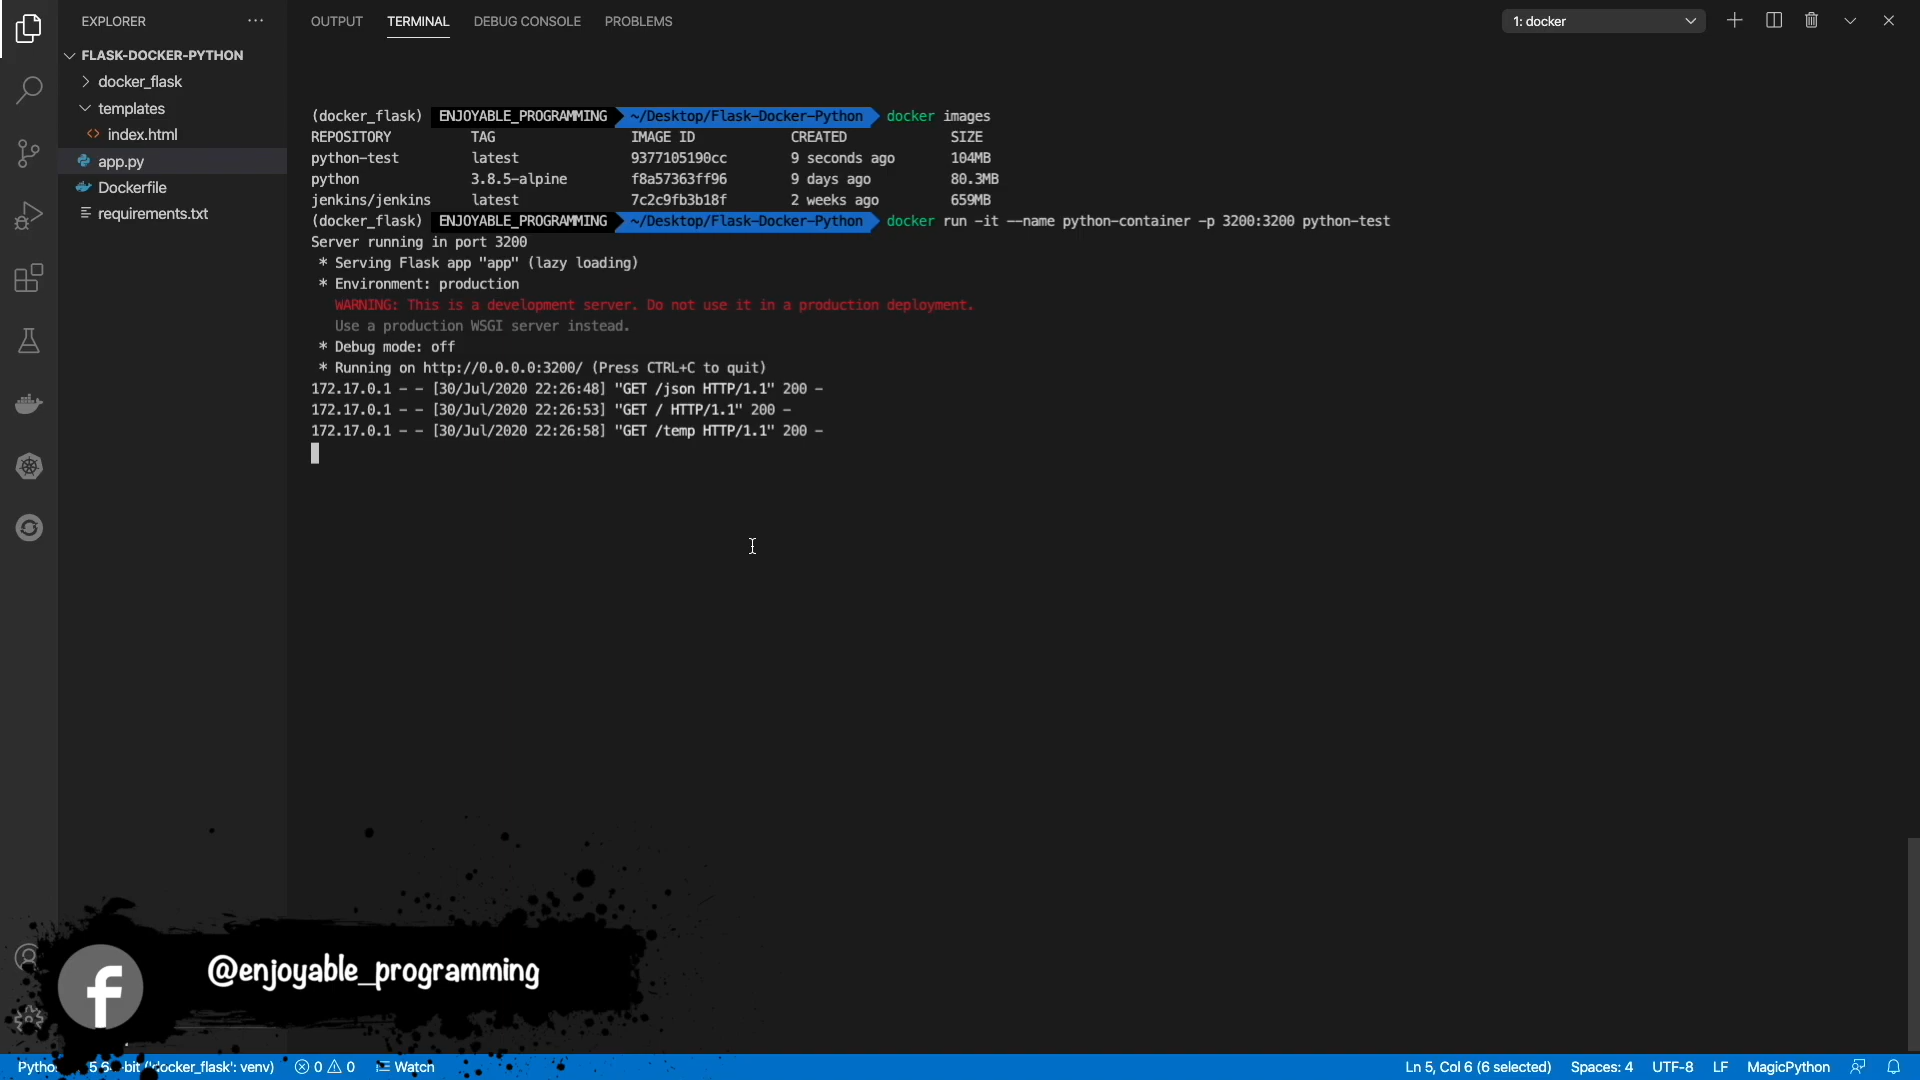 EXPLORER
FLASK-DOCKER-PYTHON
docker_flask
templates
index.html
app.py
Dockerfile
requirements.txt
OUTPUT TERMINAL DEBUG CONSOLE PROBLEMS
1: docker
(docker_flask) ENJOYABLE_PROGRAMMING ~/Desktop/Flask-Docker-Python docker images
REPOSITORY TAG IMAGE ID CREATED SIZE
python-test latest 9377105190cc 9 seconds ago 104MB
python 3.8.5-alpine f8a57363ff96 9 days ago 80.3MB
jenkins/jenkins latest 7c2c9fb3b18f 2 weeks ago 659MB
(docker_flask) ENJOYABLE_PROGRAMMING ~/Desktop/Flask-Docker-Python docker run -it --name python-container -p 3200:3200 python-test
Server running in port 3200
* Serving Flask app "app" (lazy loading)
* Environment: production
WARNING: This is a development server. Do not use it in a production deployment.
Use a production WSGI server instead.
* Debug mode: off
* Running on http://0.0.0.0:3200/ (Press CTRL+C to quit)
172.17.0.1 - - [30/Jul/2020 22:26:48] "GET /json HTTP/1.1" 200 -
172.17.0.1 - - [30/Jul/2020 22:26:53] "GET / HTTP/1.1" 200 -
172.17.0.1 - - [30/Jul/2020 22:26:58] "GET /temp HTTP/1.1" 200 -
f @enjoyable_programming
-bit ('docker_flask': venv) 0 0 Watch
Ln 5, Col 6 (6 selected) Spaces: 4 UTF-8 LF MagicPython